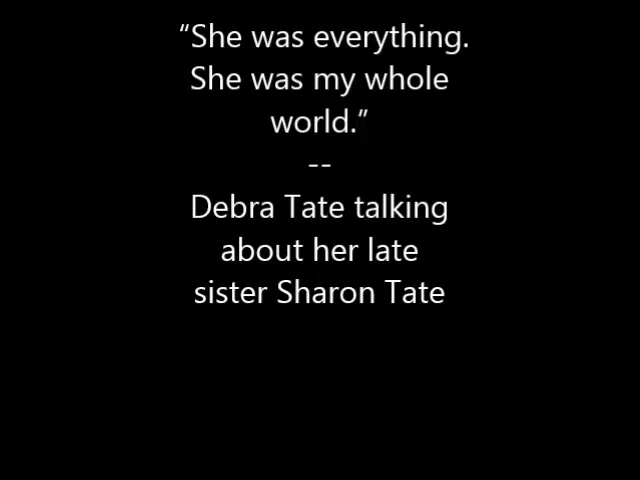 “She was everything.
She was my whole
world.”
--
Debra Tate talking
about her late
sister Sharon Tate